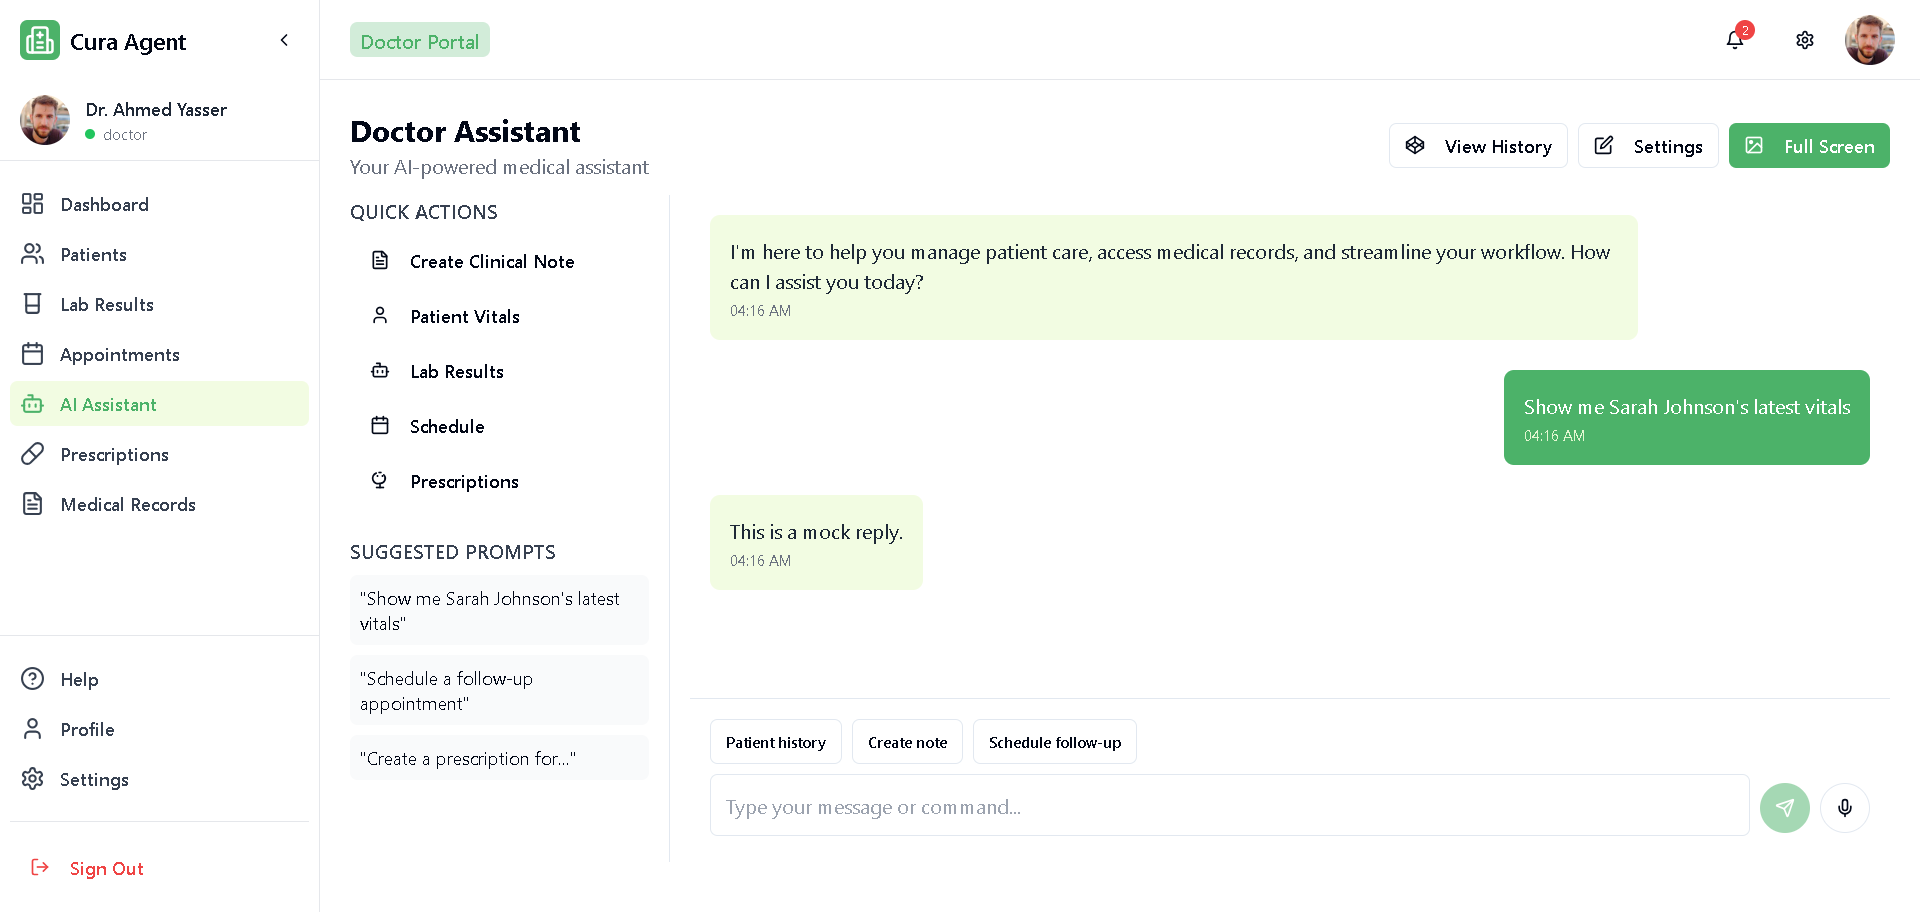 Cura Agent
Dr. Ahmed Yasser
doctor
Dashboard
Patients
Lab Results
Appointments
AI Assistant
Prescriptions
Medical Records
Help
Profile
Settings
Sign Out
Doctor Portal
2
Doctor Assistant
Your AI-powered medical assistant
View History
Settings
Full Screen
QUICK ACTIONS
Create Clinical Note
Patient Vitals
Lab Results
Schedule
Prescriptions
SUGGESTED PROMPTS
"Show me Sarah Johnson's latest
vitals"
"Schedule a follow-up
appointment"
"Create a prescription for..."
I'm here to help you manage patient care, access medical records, and streamline your workflow. How
can I assist you today?
04:16 AM
Show me Sarah Johnson's latest vitals
04:16 AM
This is a mock reply.
04:16 AM
Patient history
Create note
Schedule follow-up
Type your message or command...